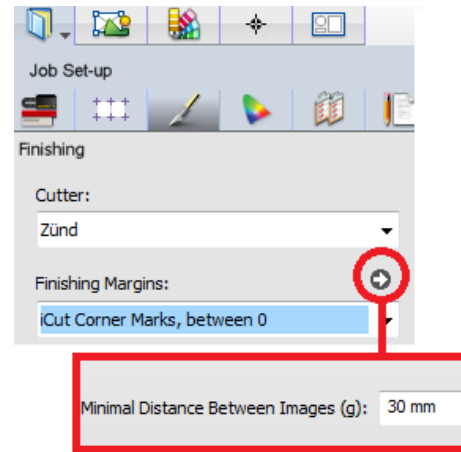 Job Set-up
Finishing
Cutter:
Zünd
Finishing Margins:
iCut Corner Marks, between 0
Minimal Distance Between Images (g): 30 mm